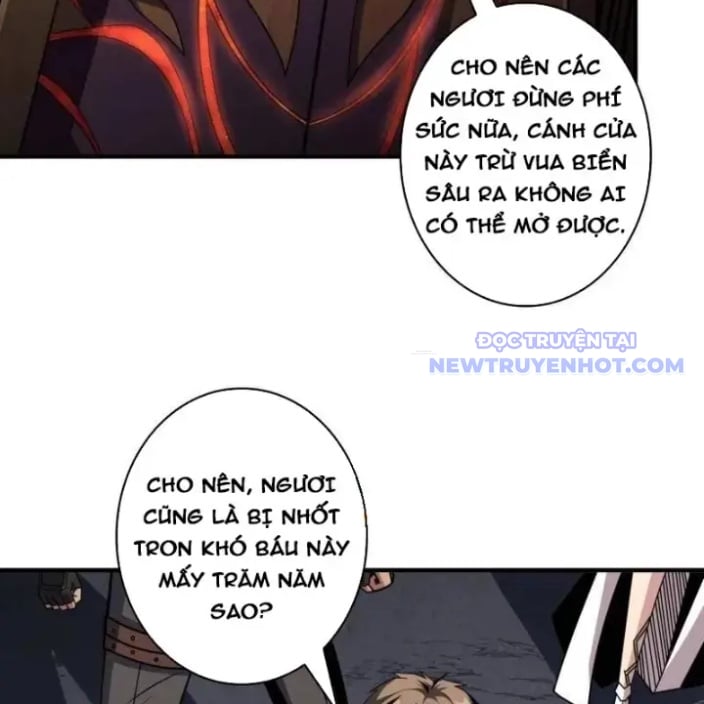 CHO NÊN CÁC
NGƯƠI ĐỪNG PHÍ
SỨC NỮA, CÁNH CỬA
NÀY TRỪ VUA BIỂN
SÂU RA KHÔNG AI
CÓ THỂ MỞ ĐƯỢC.
ĐỌC TRUYỆN TẠI
NEWTRUYENHOT.COM
CHO NÊN, NGƯƠI
CŨNG LÀ BỊ NHỐT
TRON KHÓ BÁU NÀY
MẤY TRĂM NĂM
SAO?